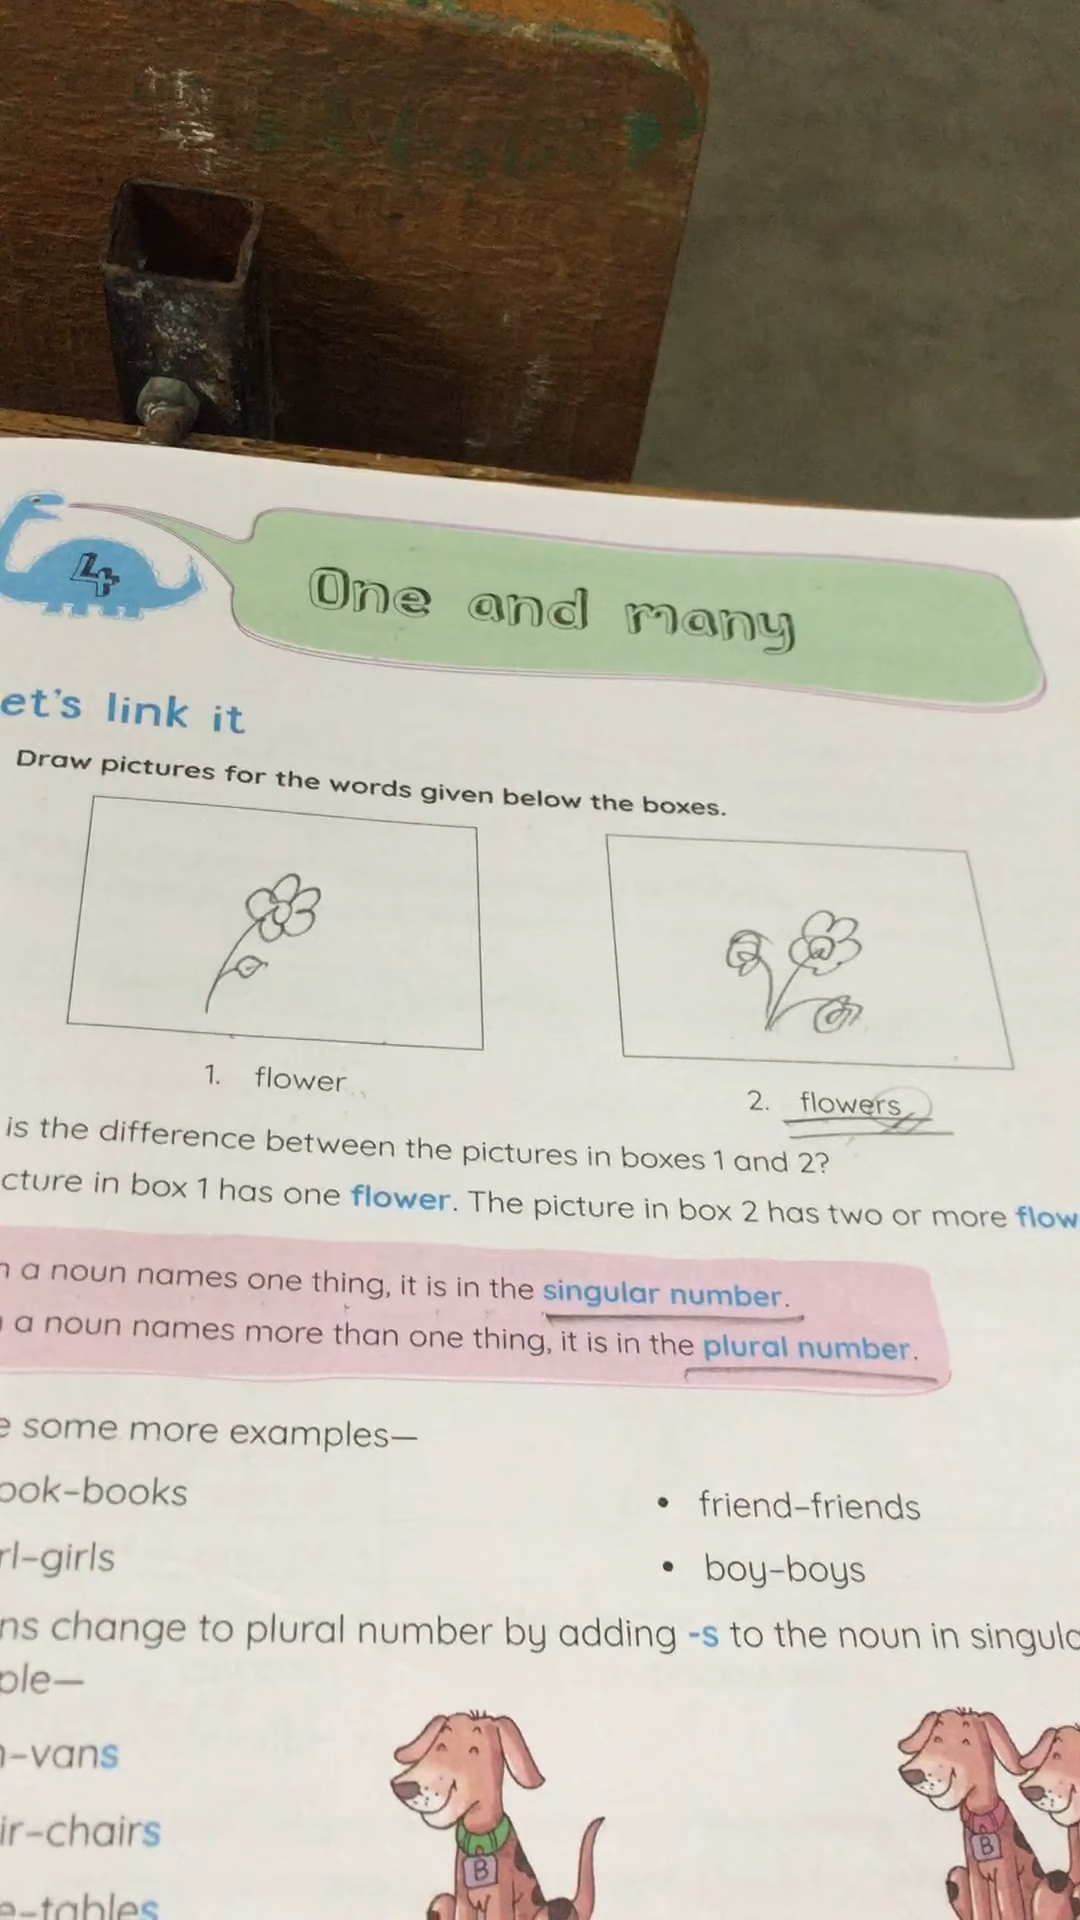 4
One and many
et's link it
Draw pictures for the words given below the boxes.
1. flower
2. flowers
is the difference between the pictures in boxes 1 and 2?
cture in box 1 has one flower. The picture in box 2 has two or more flow
a noun names one thing, it is in the singular number.
a noun names more than one thing, it is in the plural number.
some more examples—
ook–books
• friend–friends
rl–girls
• boy–boys
ns change to plural number by adding -s to the noun in singula
ple—
–vans
ir–chairs
e–tables
B
B